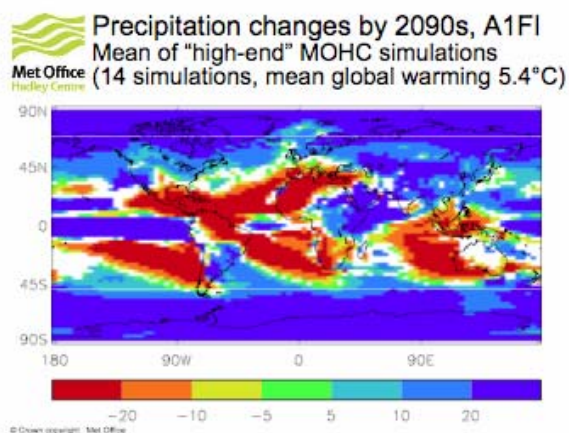 Precipitation changes by 2090s, A1FI
Mean of "high-end" MOHC simulations
(14 simulations, mean global warming 5.4°C)
Met Office
Hadley Centre
90N
45N
0
45S
90S
180 90W 0 90E
-20 -10 -5 5 10 20
© Crown copyright Met Office